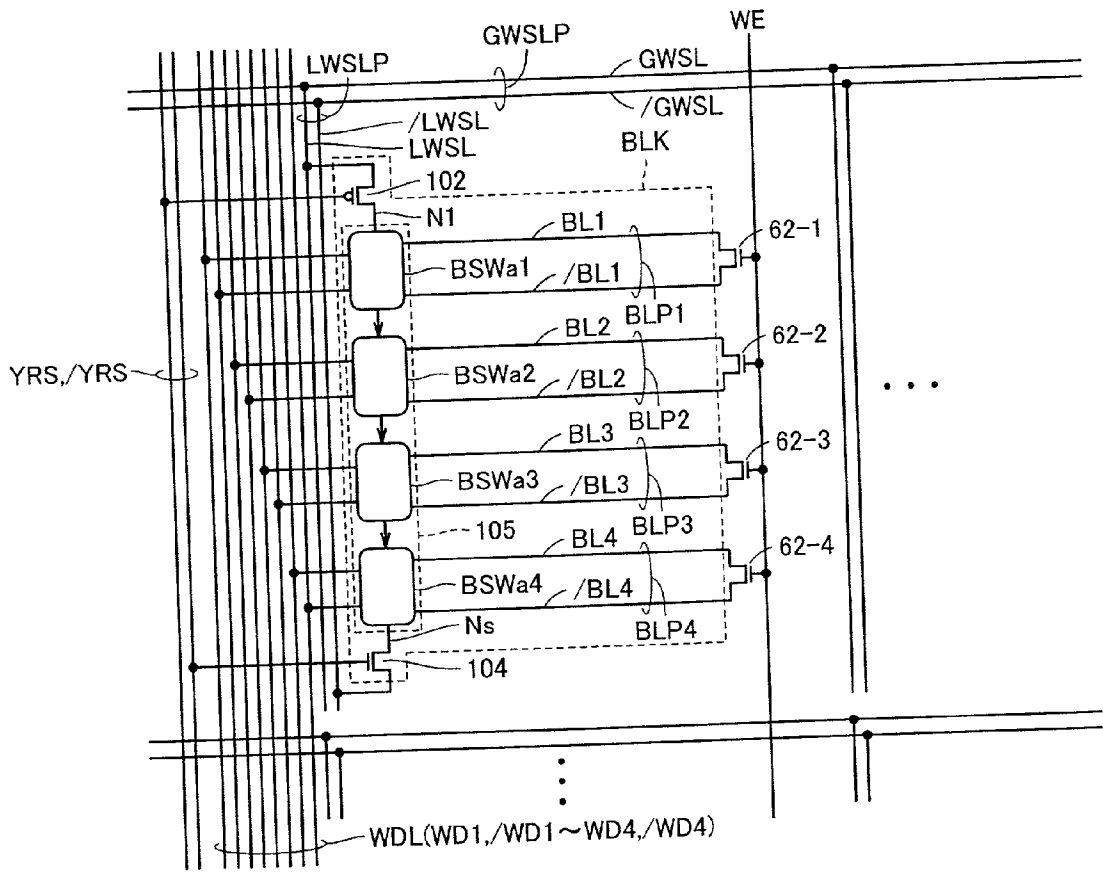 WE
GWSLP
LWSLP
GWSL
/GWSL
/LWSL
LWSL
BLK
102
N1
62-1
BL1
BSWa1
/BL1
BLP1
62-2
BL2
YRS,/YRS
BSWa2
/BL2
BLP2
• • •
62-3
BL3
BSWa3
/BL3
BLP3
105
62-4
BL4
BSWa4
/BL4
BLP4
Ns
104
WDL(WD1,/WD1~WD4,/WD4)